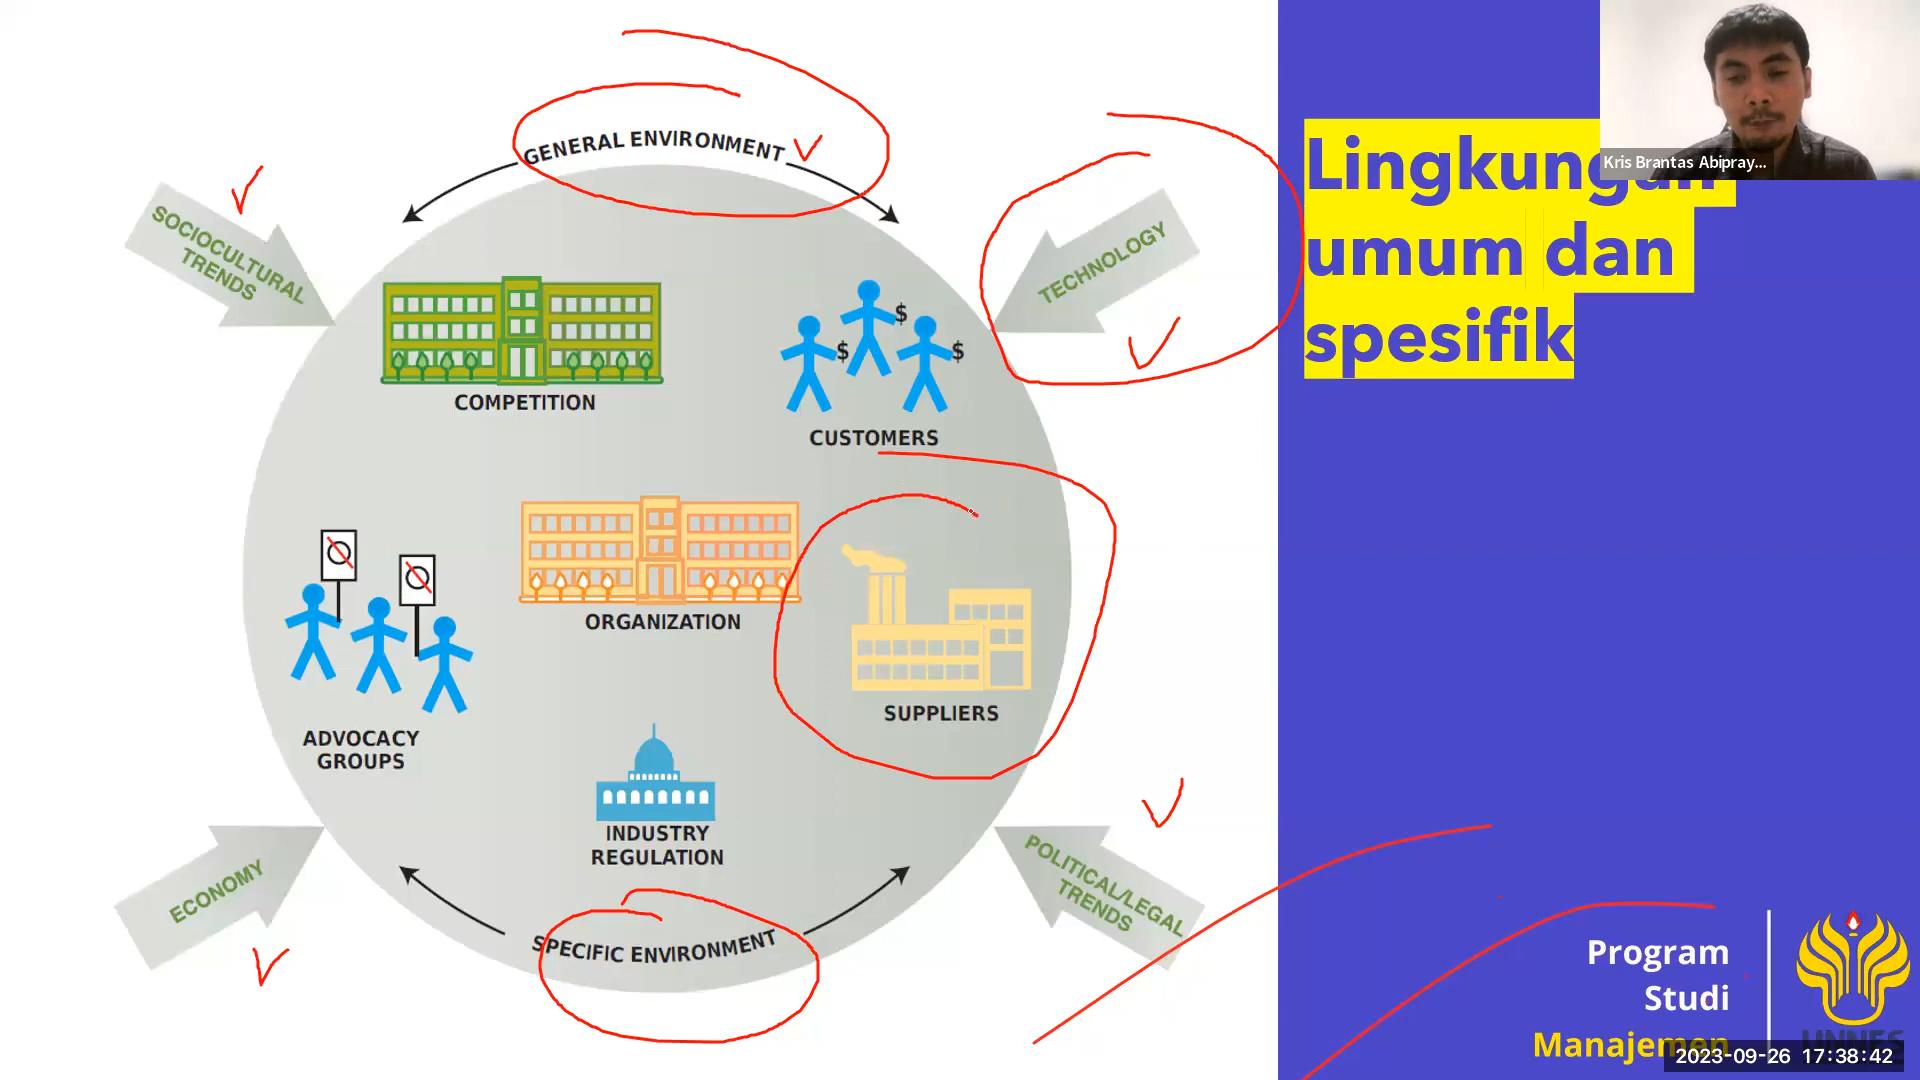 GENERAL ENVIRONMENT
SOCIOCULTURAL
TRENDS
TECHNOLOGY
COMPETITION
$
$
$
CUSTOMERS
ORGANIZATION
SUPPLIERS
ADVOCACY
GROUPS
INDUSTRY
REGULATION
ECONOMY
POLITICAL/LEGAL
TRENDS
SPECIFIC ENVIRONMENT
Lingkungan
umum dan
spesifik
Kris Brantas Abipray...
Program
Studi
Manajemen
UNNES
2023-09-26 17:38:42